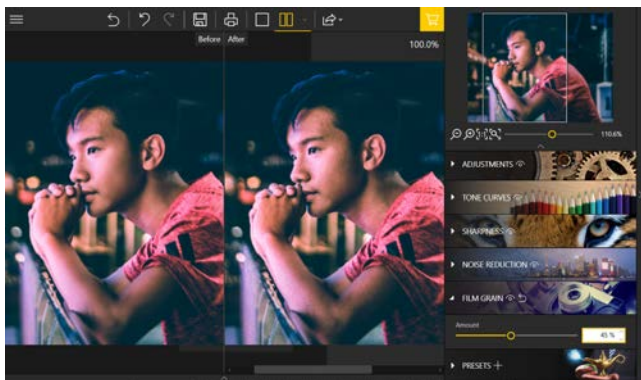 Before After
100.0%
110.6%
ADJUSTMENTS
TONE CURVES
SHARPNESS
NOISE REDUCTION
FILM GRAIN
Amount
45 %
PRESETS